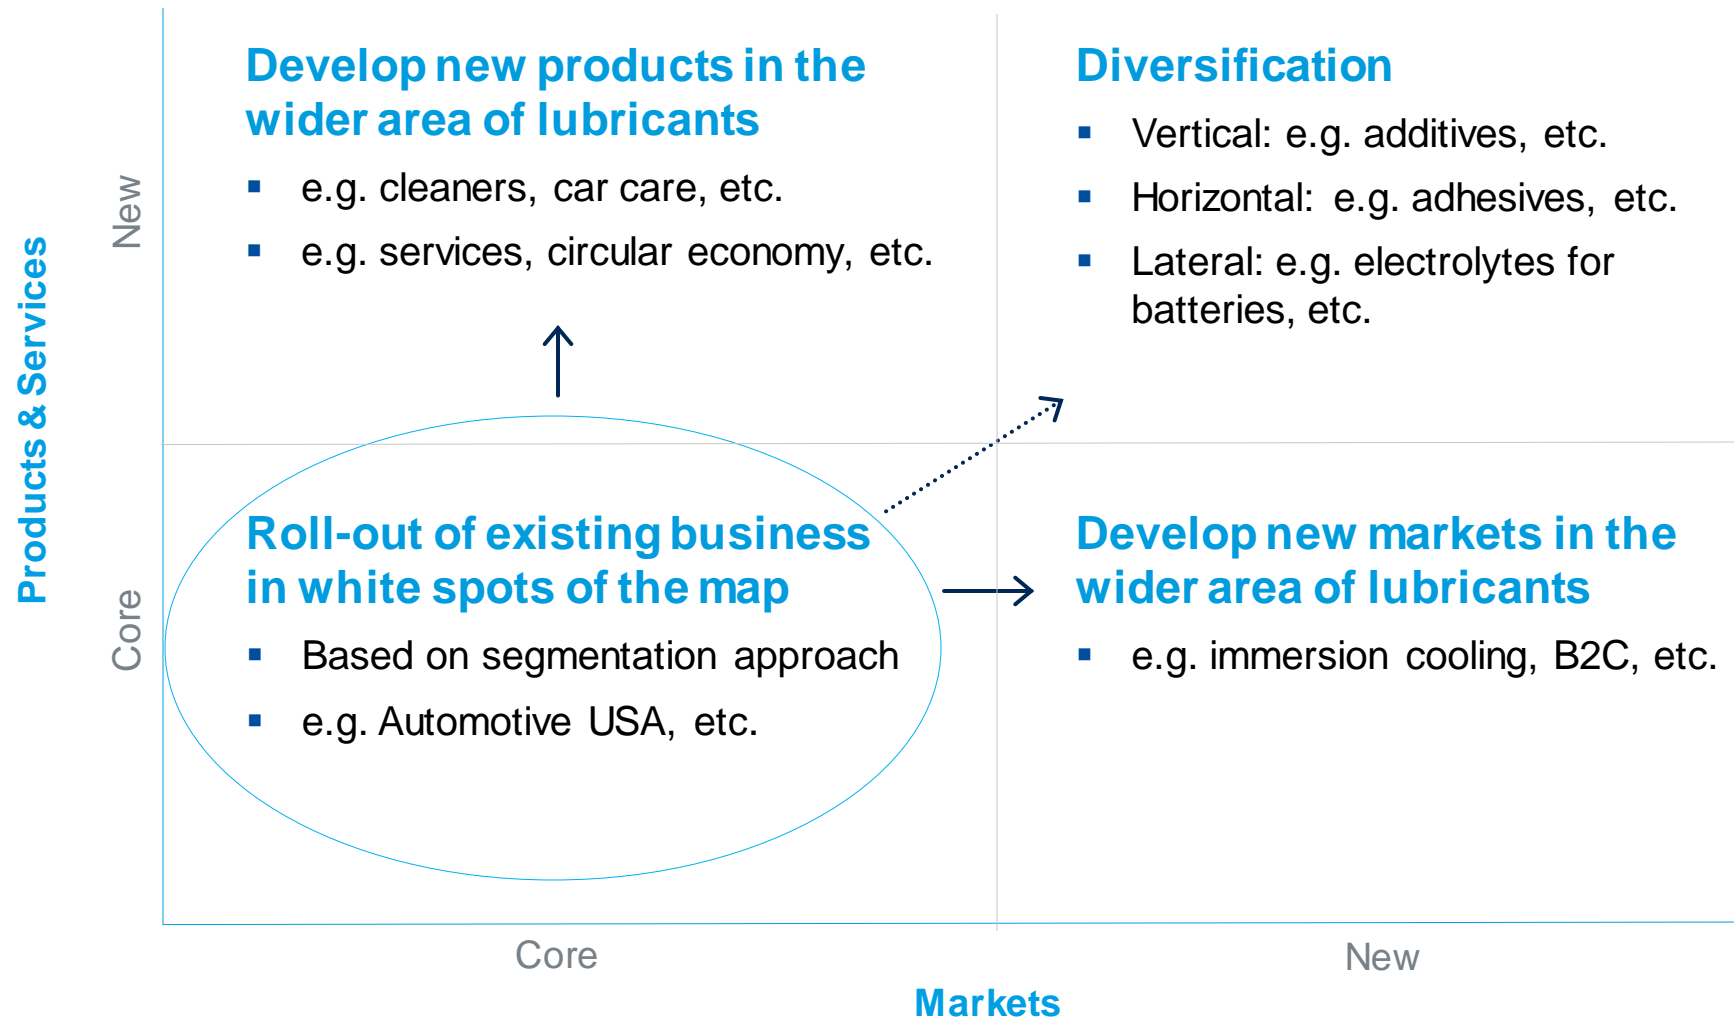 Develop new products in the
wider area of lubricants
▪ e.g. cleaners, car care, etc.
▪ e.g. services, circular economy, etc.
Diversification
▪ Vertical: e.g. additives, etc.
▪ Horizontal: e.g. adhesives, etc.
▪ Lateral: e.g. electrolytes for
batteries, etc.
New
Products & Services
Core
Roll-out of existing business
in white spots of the map
▪ Based on segmentation approach
▪ e.g. Automotive USA, etc.
Develop new markets in the
wider area of lubricants
▪ e.g. immersion cooling, B2C, etc.
Core
New
Markets